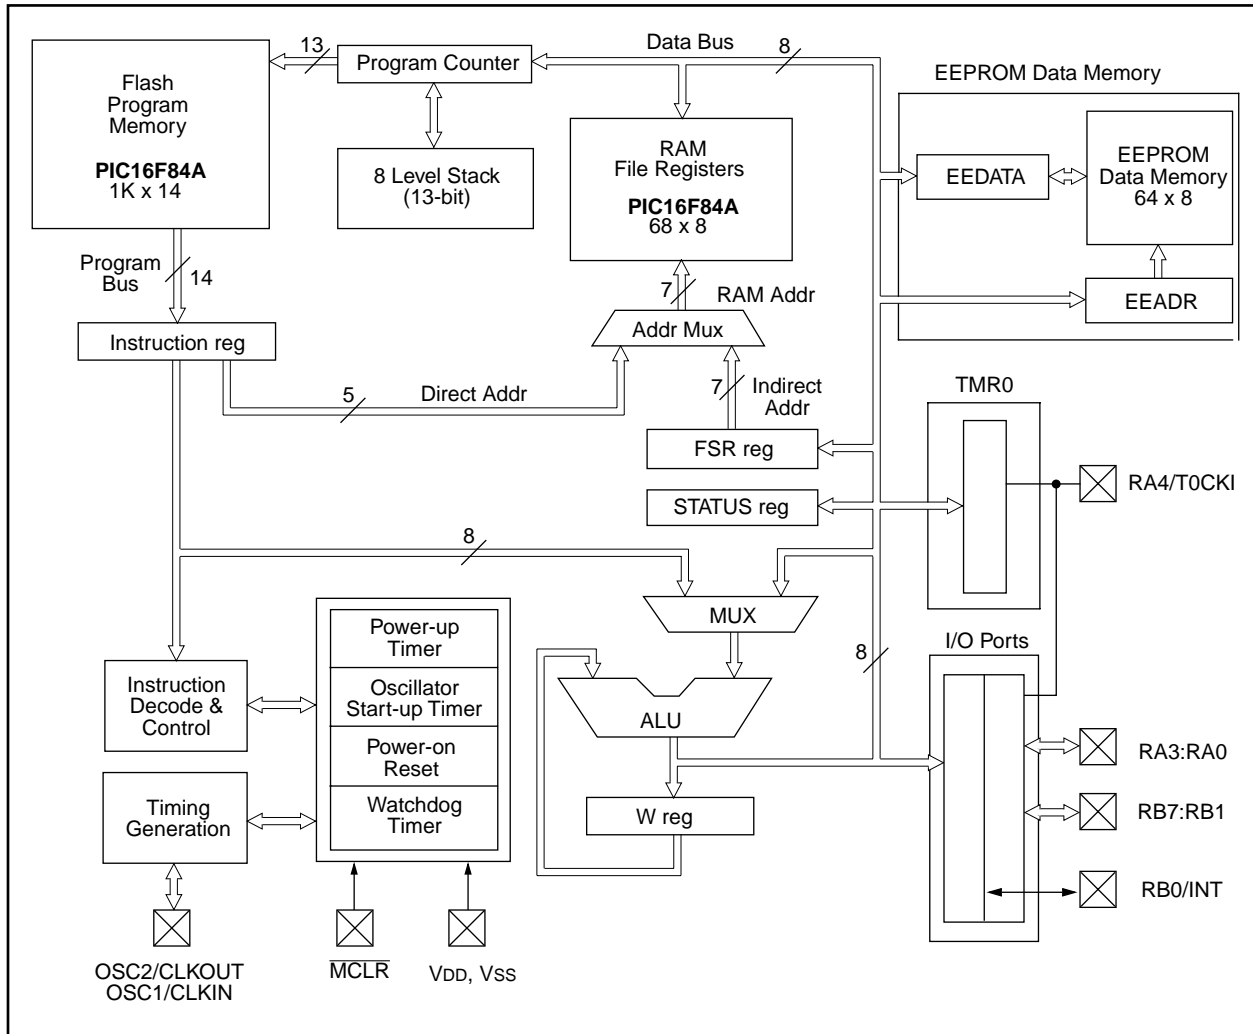 Data Bus
13
8
Program Counter
EEPROM Data Memory
Flash
Program
Memory
PIC16F84A
1K x 14
8 Level Stack
(13-bit)
RAM
File Registers
PIC16F84A
68 x 8
EEDATA
EEPROM
Data Memory
64 x 8
Program
Bus
14
7
RAM Addr
EEADR
Instruction reg
Addr Mux
5
Direct Addr
7
Indirect
Addr
TMR0
FSR reg
RA4/T0CKI
STATUS reg
8
MUX
Power-up
Timer
8
I/O Ports
Instruction
Decode &
Control
Oscillator
Start-up Timer
ALU
Power-on
Reset
RA3:RA0
Timing
Generation
Watchdog
Timer
W reg
RB7:RB1
RB0/INT
OSC2/CLKOUT
OSC1/CLKIN
MCLR
VDD, VSS